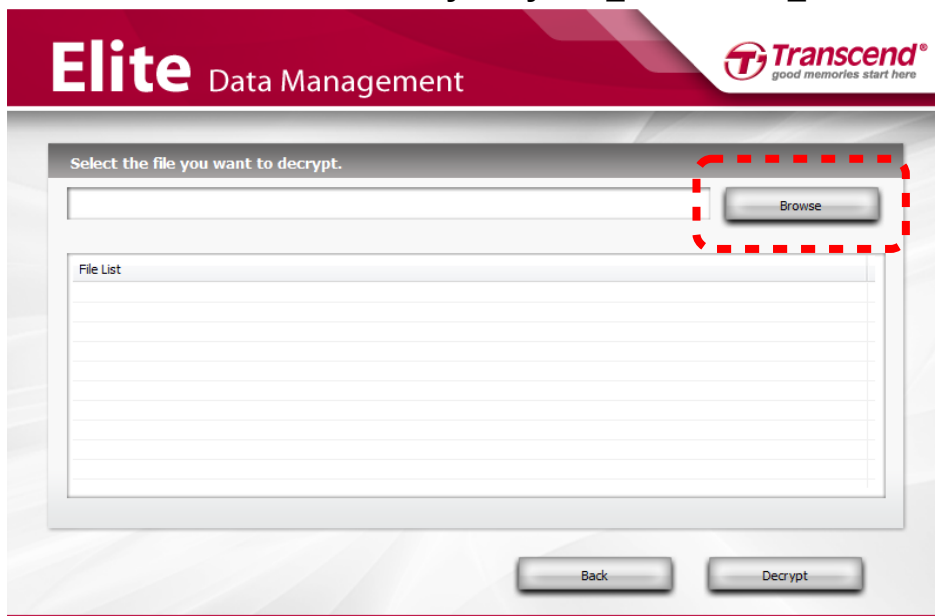 Elite Data Management
Transcend®
good memories start here
Select the file you want to decrypt.
Browse
File List
Back
Decrypt